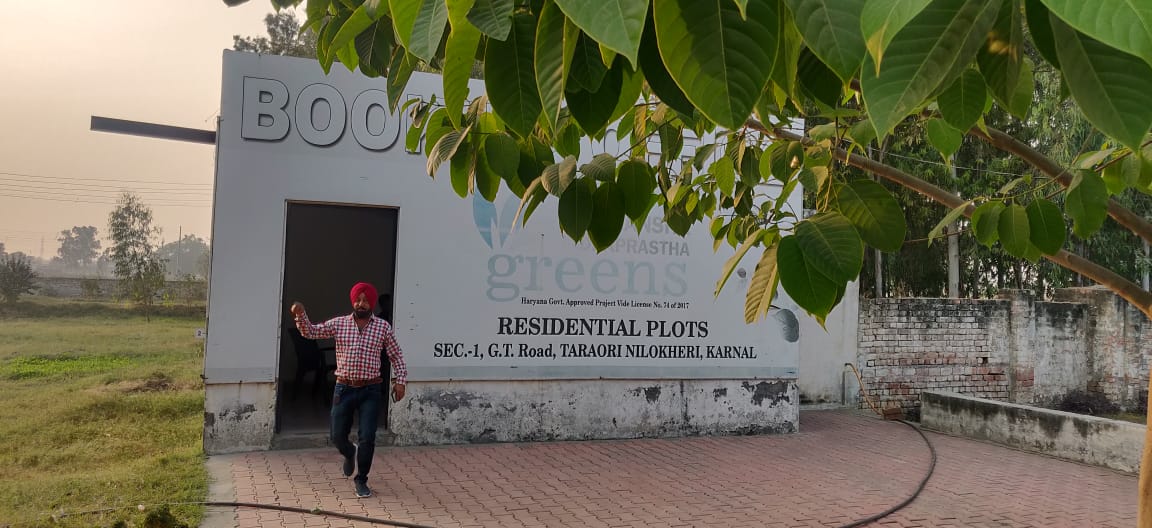 BOO
PRASTHA
greens
Haryana Govt. Approved Project Vide License No. 74 of 2017
RESIDENTIAL PLOTS
SEC.-1, G.T. Road, TARAORI NILOKHERI, KARNAL